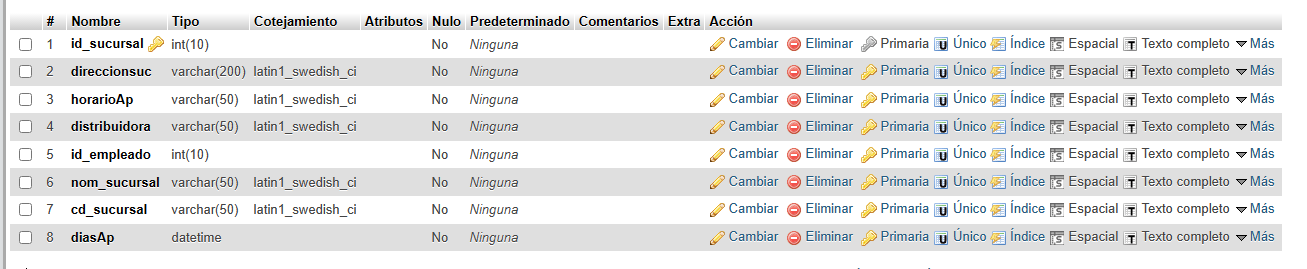 # Nombre Tipo Cotejamiento Atributos Nulo Predeterminado Comentarios Extra Acción
1 id_sucursal int(10) No Ninguna Cambiar Eliminar Primaria Único Índice Espacial Texto completo Más
2 direccionsuc varchar(200) latin1_swedish_ci No Ninguna Cambiar Eliminar Primaria Único Índice Espacial Texto completo Más
3 horarioAp varchar(50) latin1_swedish_ci No Ninguna Cambiar Eliminar Primaria Único Índice Espacial Texto completo Más
4 distribuidora varchar(50) latin1_swedish_ci No Ninguna Cambiar Eliminar Primaria Único Índice Espacial Texto completo Más
5 id_empleado int(10) No Ninguna Cambiar Eliminar Primaria Único Índice Espacial Texto completo Más
6 nom_sucursal varchar(50) latin1_swedish_ci No Ninguna Cambiar Eliminar Primaria Único Índice Espacial Texto completo Más
7 cd_sucursal varchar(50) latin1_swedish_ci No Ninguna Cambiar Eliminar Primaria Único Índice Espacial Texto completo Más
8 diasAp datetime No Ninguna Cambiar Eliminar Primaria Único Índice Espacial Texto completo Más